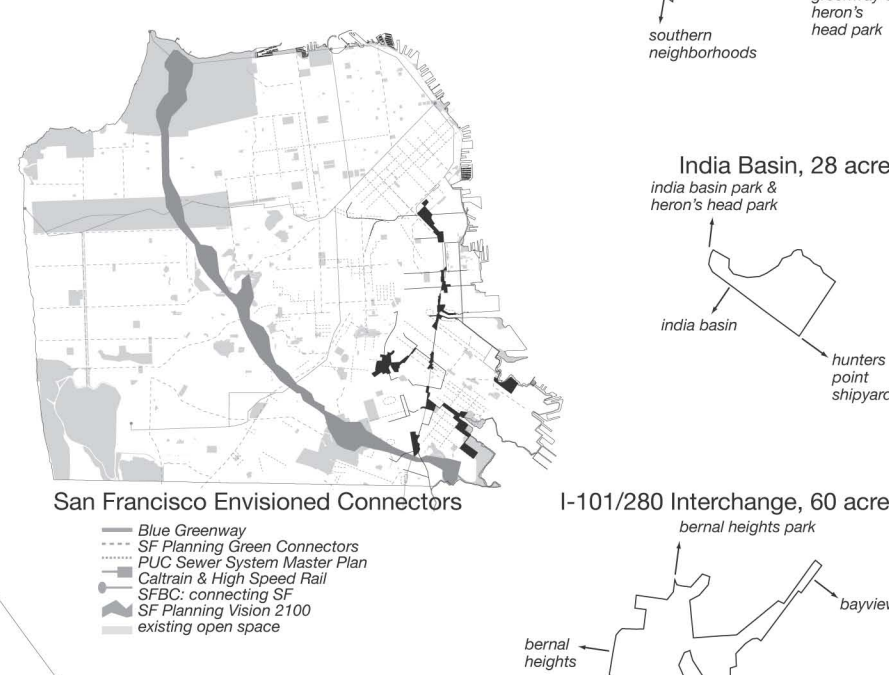 southern
neighborhoods
heron's
head park
India Basin, 28 acre
india basin park &
heron's head park
india basin
hunters
point
shipyard
San Francisco Envisioned Connectors
Blue Greenway
SF Planning Green Connectors
PUC Sewer System Master Plan
Caltrain & High Speed Rail
SFBC: connecting SF
SF Planning Vision 2100
existing open space
I-101/280 Interchange, 60 acre
bernal heights park
bayview
bernal
heights